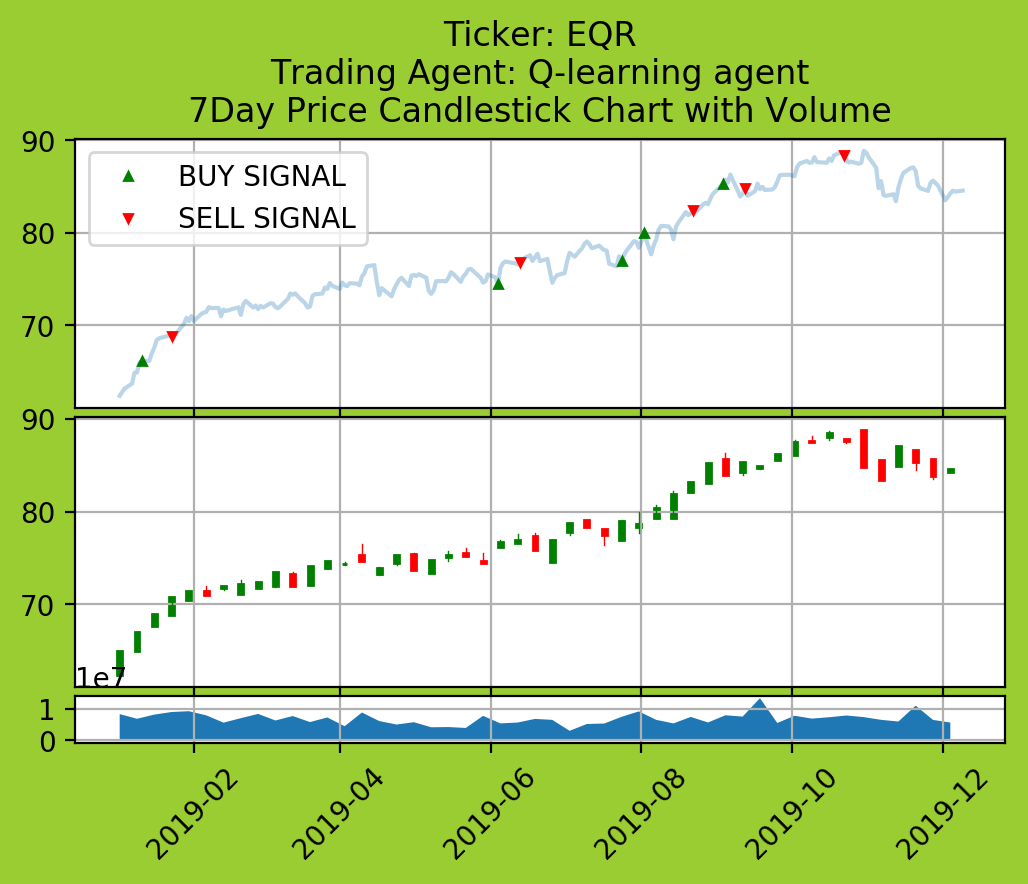 Ticker: EQR
Trading Agent: Q-learning agent
7Day Price Candlestick Chart with Volume
90
BUY SIGNAL
SELL SIGNAL
80
70
90
80
70
1e7
1
0
2019-02
2019-04
2019-06
2019-08
2019-10
2019-12